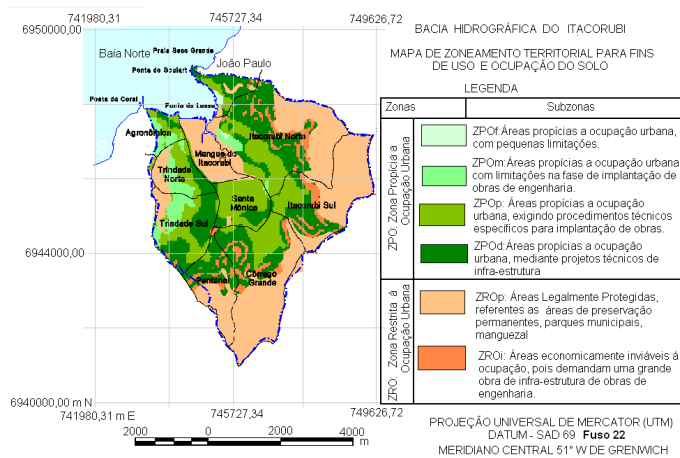 741980,31
745727,34
749626,72
6950000,00
Baia Norte
Praia Saco Grande
João Paulo
Ponta do Goulart
Ponta do Coral
Agronômica
Itacorubi Norte
Mangue do
Itacorubi
Trindade
Norte
Santa
Mônica
Itacorubi Sul
Trindade Sul
6944000,00
Pantanal
Córrego
Grande
6940000,00 m N
741980,31 m E
745727,34
749626,72
2000
0
2000
4000
m
BACIA HIDROGRÁFICA DO ITACORUBI
MAPA DE ZONEAMENTO TERRITORIAL PARA FINS
DE USO E OCUPAÇÃO DO SOLO
LEGENDA
Zonas
Subzonas
ZPO: Zona Propícia a
Ocupação Urbana
ZPOf:Áreas propícias a ocupação urbana,
com pequenas limitações.
ZPOm:Áreas propícias a ocupação urbana
com limitações na fase de implantação de
obras de engenharia.
ZPOp: Áreas propícias a ocupação
urbana, exigindo procedimentos técnicos
específicos para implantação de obras.
ZPOd:Áreas propícias a ocupação
urbana, mediante projetos técnicos de
infra-estrutura
ZRO: Zona Restrita á
Ocupação Urbana
ZROp: Áreas Legalmente Protegidas,
referentes as áreas de preservação
permanentes, parques municipais,
manguezal
ZROi: Áreas economicamente inviáveis á
ocupação, pois demandam uma grande
obra de infra-estrutura de obras de
engenharia.
PROJEÇÃO UNIVERSAL DE MERCATOR (UTM)
DATUM - SAD 69 Fuso 22
MERIDIANO CENTRAL 51° W DE GRENWICH